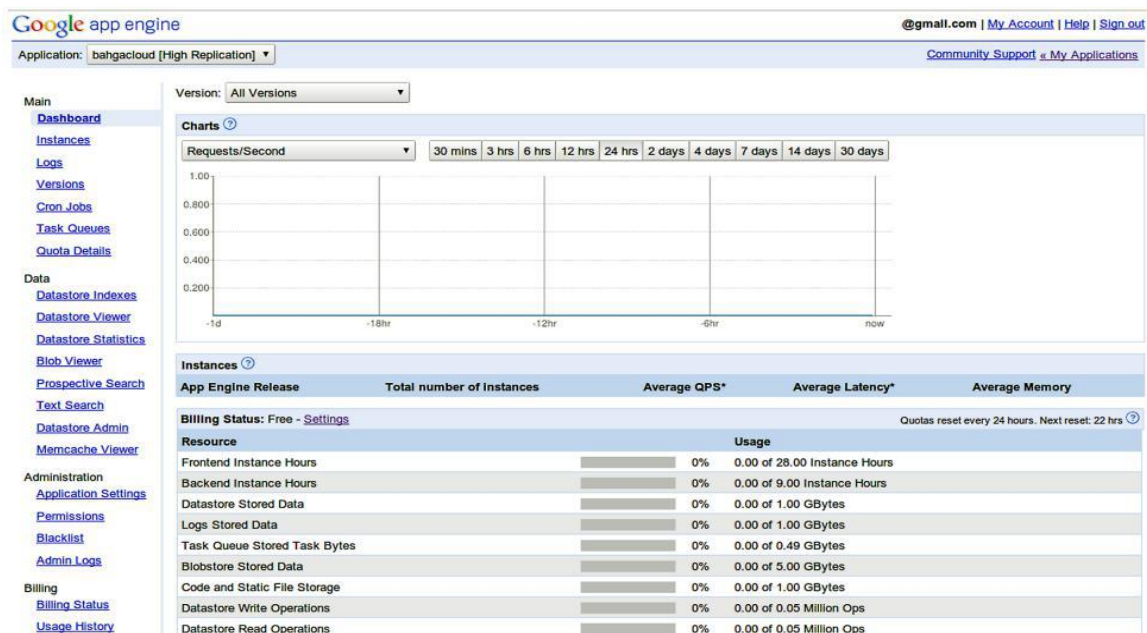 Google app engine
@gmail.com | My Account | Help | Sign out
Application: bahgacloud [High Replication] ▼
Community Support « My Applications
Main
Dashboard
Instances
Logs
Versions
Cron Jobs
Task Queues
Quota Details
Data
Datastore Indexes
Datastore Viewer
Datastore Statistics
Blob Viewer
Prospective Search
Text Search
Datastore Admin
Memcache Viewer
Administration
Application Settings
Permissions
Blacklist
Admin Logs
Billing
Billing Status
Usage History
Version: All Versions ▼
Charts ?
Requests/Second ▼ 30 mins 3 hrs 6 hrs 12 hrs 24 hrs 2 days 4 days 7 days 14 days 30 days
1.00
0.800
0.600
0.400
0.200
-1d -18hr -12hr -6hr now
Instances ?
App Engine Release Total number of Instances Average QPS* Average Latency* Average Memory
Billing Status: Free - Settings Quotas reset every 24 hours. Next reset: 22 hrs ?
Resource Usage
Frontend Instance Hours 0% 0.00 of 28.00 Instance Hours
Backend Instance Hours 0% 0.00 of 9.00 Instance Hours
Datastore Stored Data 0% 0.00 of 1.00 GBytes
Logs Stored Data 0% 0.00 of 1.00 GBytes
Task Queue Stored Task Bytes 0% 0.00 of 0.49 GBytes
Blobstore Stored Data 0% 0.00 of 5.00 GBytes
Code and Static File Storage 0% 0.00 of 1.00 GBytes
Datastore Write Operations 0% 0.00 of 0.05 Million Ops
Datastore Read Operations 0% 0.00 of 0.05 Million Ops